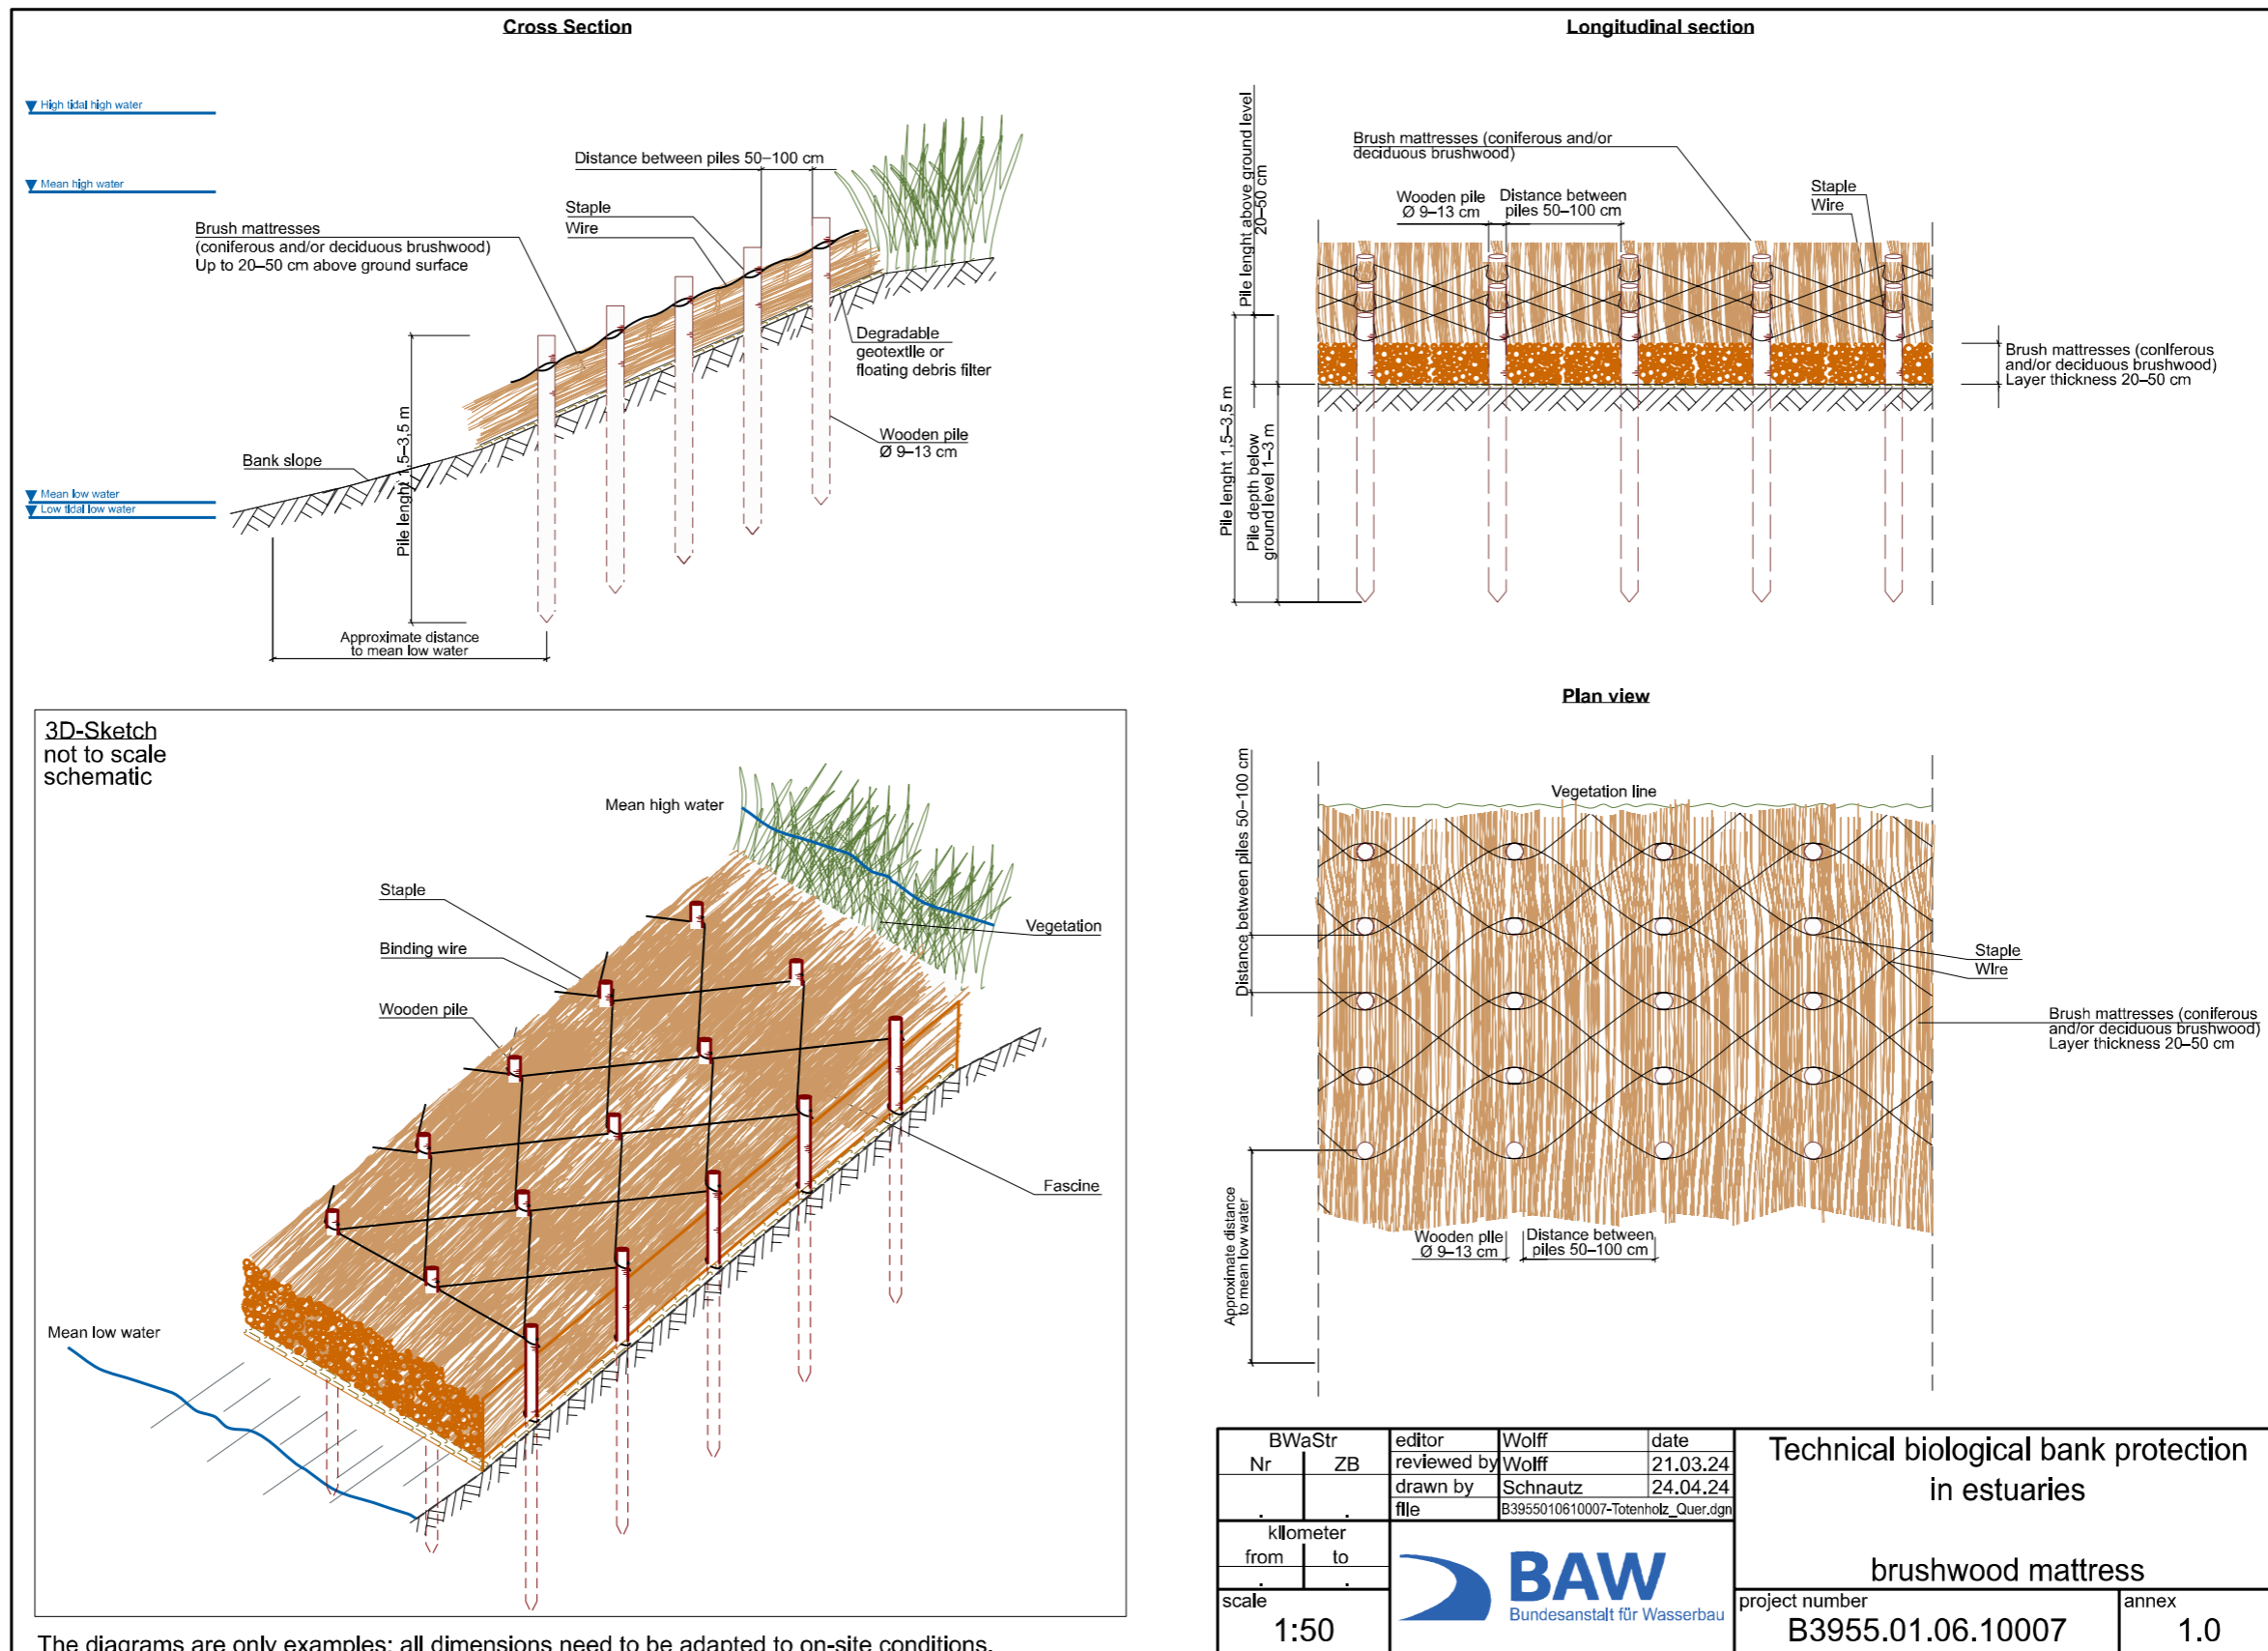 Cross Section
High tidal high water
Mean high water
Mean low water
Low tidal low water
Distance between piles 50–100 cm
Staple
Wire
Brush mattresses
(coniferous and/or deciduous brushwood)
Up to 20–50 cm above ground surface
Degradable
geotextile or
floating debris filter
Wooden pile
Ø 9–13 cm
Bank slope
Pile lenght 1,5–3,5 m
Approximate distance
to mean low water
Longitudinal section
Pile lenght above ground level
20–50 cm
Brush mattresses (coniferous and/or
deciduous brushwood)
Wooden pile
Ø 9–13 cm
Distance between
piles 50–100 cm
Staple
Wire
Brush mattresses (coniferous
and/or deciduous brushwood)
Layer thickness 20–50 cm
Pile lenght 1,5–3,5 m
Pile depth below
ground level 1–3 m
3D-Sketch
not to scale
schematic
Mean high water
Staple
Binding wire
Wooden pile
Vegetation
Fascine
Mean low water
Plan view
Distance between piles 50–100 cm
Vegetation line
Staple
Wire
Brush mattresses (coniferous
and/or deciduous brushwood)
Layer thickness 20–50 cm
Wooden pile
Ø 9–13 cm
Distance between
piles 50–100 cm
Approximate distance
to mean low water
BWaStr
Nr ZB
. .
kilometer
from to
. .
scale
1:50
editor Wolff date
reviewed by Wolff 21.03.24
drawn by Schnautz 24.04.24
file B3955010610007-Totenholz_Quer.dgn
BAW
Bundesanstalt für Wasserbau
Technical biological bank protection
in estuaries
brushwood mattress
project number
B3955.01.06.10007
annex
1.0
The diagrams are only examples; all dimensions need to be adapted to on-site conditions.